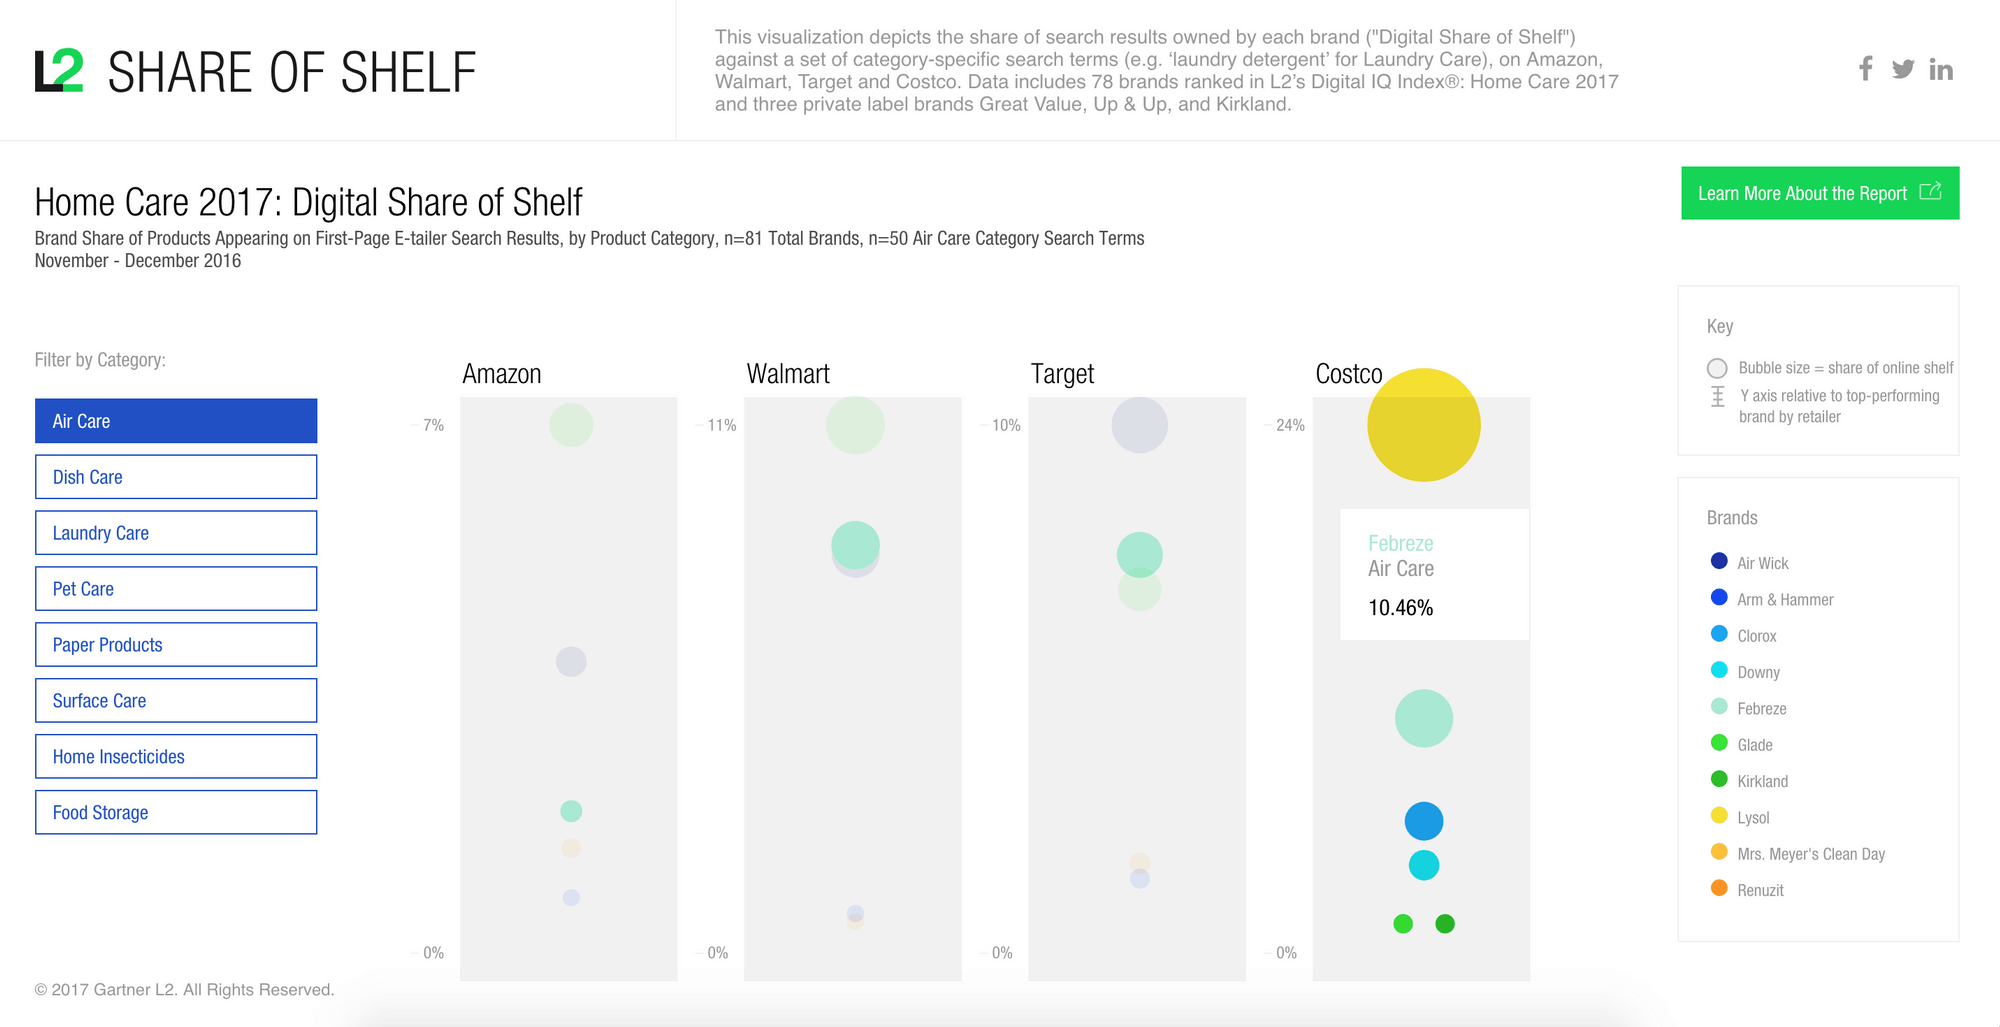 L2 SHARE OF SHELF
This visualization depicts the share of search results owned by each brand ("Digital Share of Shelf")
against a set of category-specific search terms (e.g. ‘laundry detergent’ for Laundry Care), on Amazon,
Walmart, Target and Costco. Data includes 78 brands ranked in L2’s Digital IQ Index®: Home Care 2017
and three private label brands Great Value, Up & Up, and Kirkland.
Home Care 2017: Digital Share of Shelf
Brand Share of Products Appearing on First-Page E-tailer Search Results, by Product Category, n=81 Total Brands, n=50 Air Care Category Search Terms
November - December 2016
Learn More About the Report
Filter by Category:
Air Care
Dish Care
Laundry Care
Pet Care
Paper Products
Surface Care
Home Insecticides
Food Storage
Amazon
7%
0%
Walmart
11%
0%
Target
10%
0%
Costco
24%
0%
Febreze
Air Care
10.46%
Key
Bubble size = share of online shelf
Y axis relative to top-performing
brand by retailer
Brands
Air Wick
Arm & Hammer
Clorox
Downy
Febreze
Glade
Kirkland
Lysol
Mrs. Meyer's Clean Day
Renuzit
© 2017 Gartner L2. All Rights Reserved.